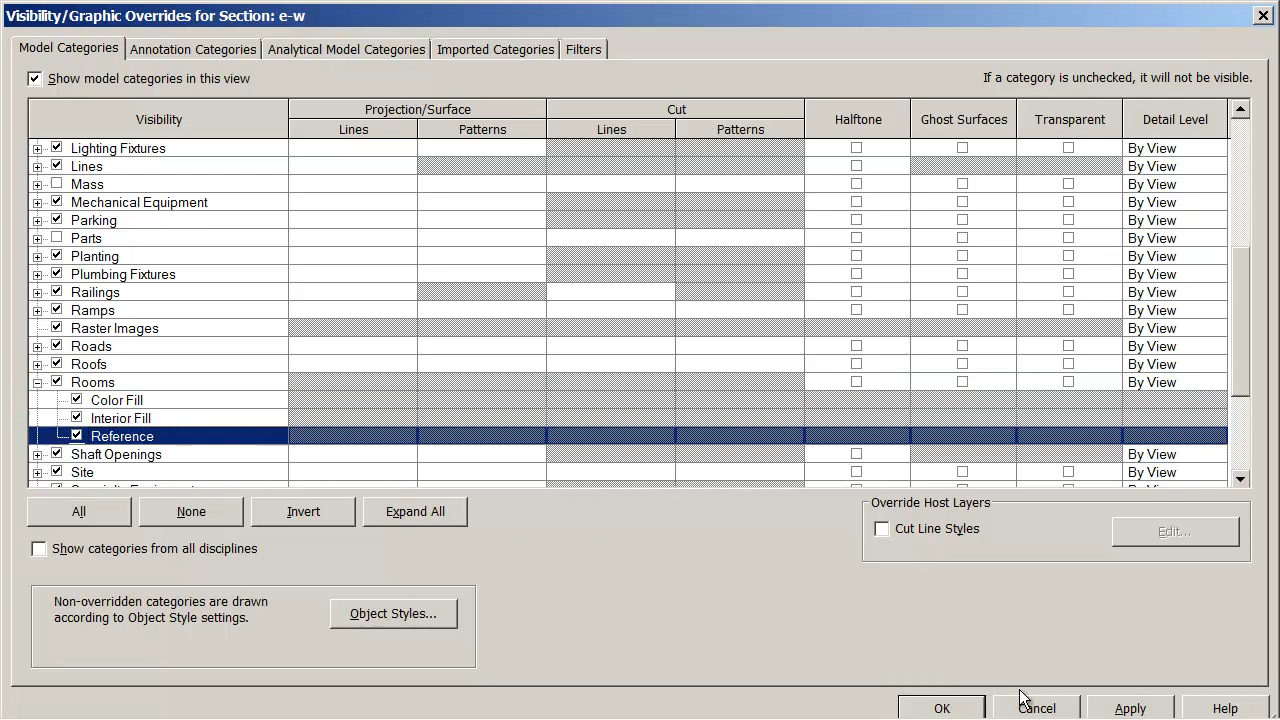 Visibility/Graphic Overrides for Section: e-w
Model Categories Annotation Categories Analytical Model Categories Imported Categories Filters
Show model categories in this view If a category is unchecked, it will not be visible.
Visibility Projection/Surface Cut Halftone Ghost Surfaces Transparent Detail Level
Lines Patterns Lines Patterns
Lighting Fixtures By View
Lines By View
Mass By View
Mechanical Equipment By View
Parking By View
Parts By View
Planting By View
Plumbing Fixtures By View
Railings By View
Ramps By View
Raster Images By View
Roads By View
Roofs By View
Rooms By View
Color Fill
Interior Fill
Reference
Shaft Openings By View
Site By View
All None Invert Expand All
Override Host Layers
Cut Line Styles Edit...
Show categories from all disciplines
Non-overridden categories are drawn
according to Object Style settings.
Object Styles...
OK Cancel Apply Help